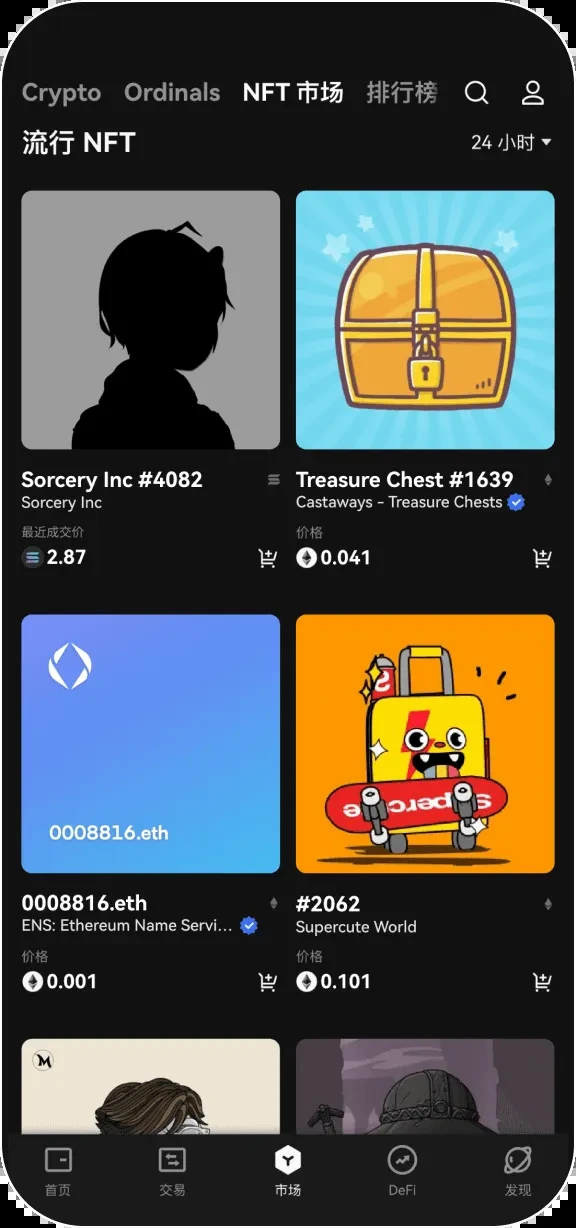 Crypto Ordinals NFT 市场 排行榜
流行 NFT
24 小时
Sorcery Inc #4082
Sorcery Inc
最近成交价
2.87
Treasure Chest #1639
Castaways - Treasure Chests
价格
0.041
0008816.eth
0008816.eth
ENS: Ethereum Name Servi...
价格
0.001
supercute
#2062
Supercute World
价格
0.101
M
首页
交易
市场
DeFi
发现